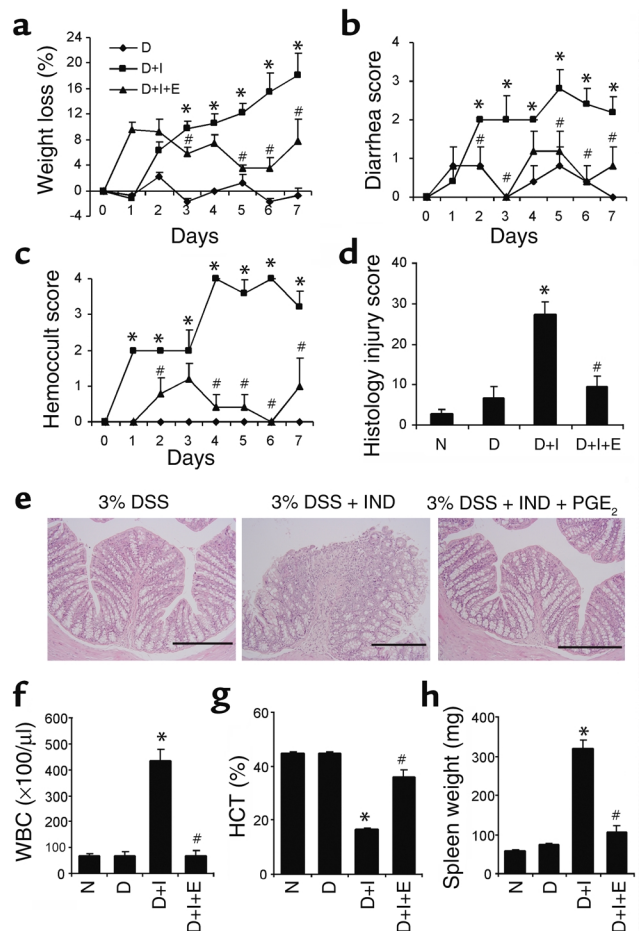 a
Weight loss (%)
20
16
12
8
4
0
-4
D
D+I
D+I+E
* * * * *
# # # #
0 1 2 3 4 5 6 7
Days
b
Diarrhea score
4
3
2
1
0
* * * * * *
# # # # #
0 1 2 3 4 5 6 7
Days
c
Hemoccult score
4
3
2
1
0
* * * * * * *
# # # # #
0 1 2 3 4 5 6 7
Days
d
Histology injury score
40
30
20
10
0
*
#
N D D+I D+I+E
e
3% DSS 3% DSS + IND 3% DSS + IND + PGE₂
f
WBC (×100/μl)
600
500
400
300
200
100
0
*
#
N D D+I D+I+E
g
HCT (%)
60
40
20
0
*
#
N D D+I D+I+E
h
Spleen weight (mg)
400
300
200
100
0
*
#
N D D+I D+I+E